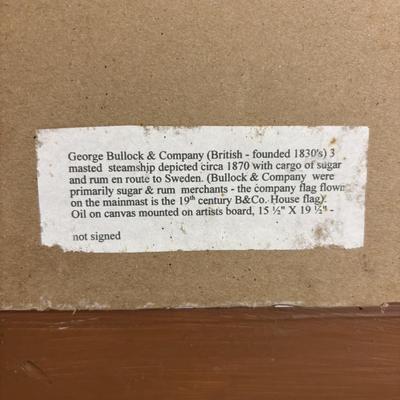 George Bullock & Company (British - founded 1830's) 3
masted steamship depicted circa 1870 with cargo of sugar
and rum en route to Sweden. (Bullock & Company were
primarily sugar & rum merchants - the company flag flown
on the mainmast is the 19th century B&Co. House flag).
Oil on canvas mounted on artists board, 15 ½" X 19 ½" -
not signed